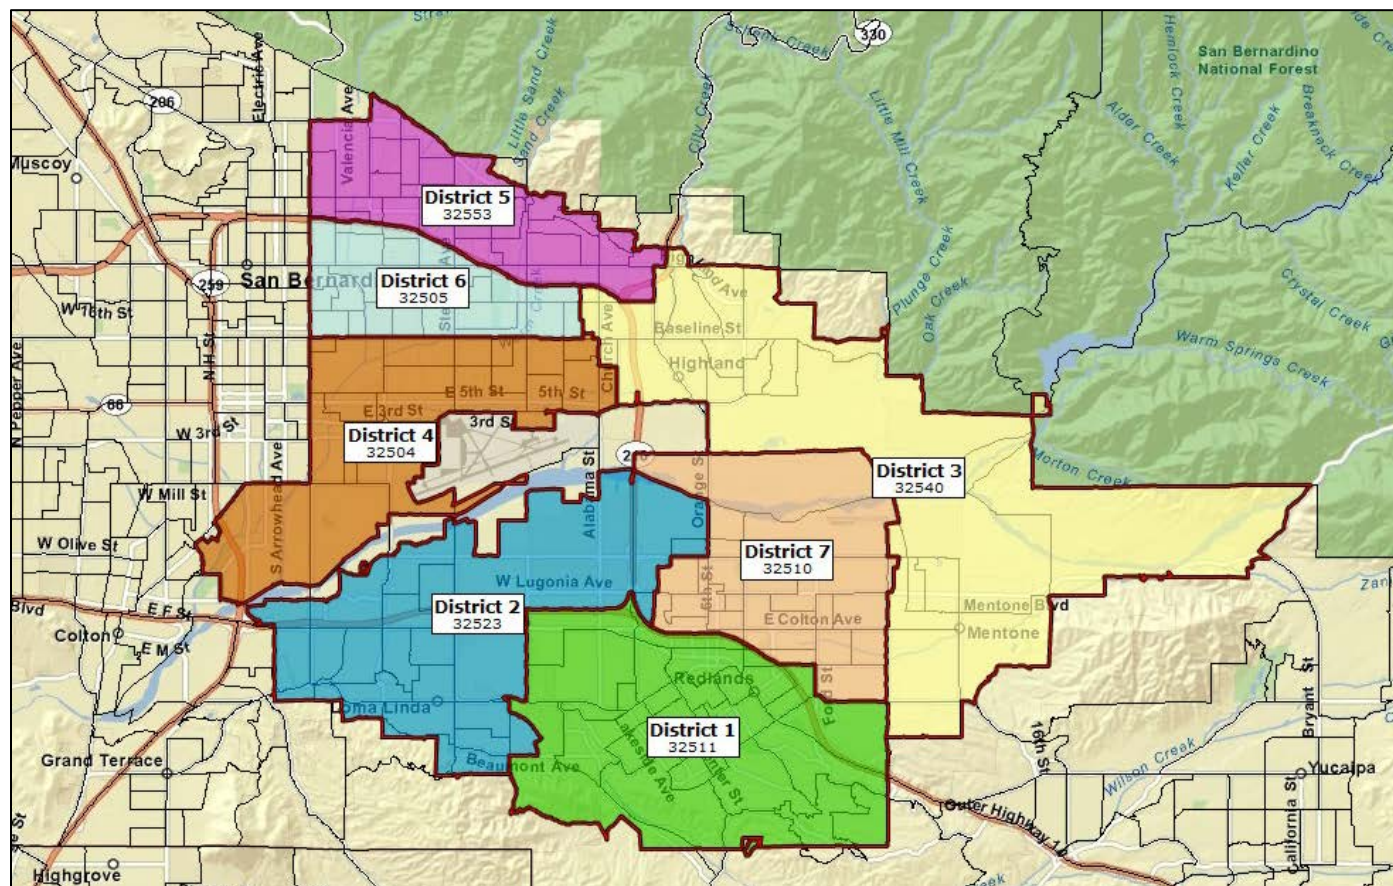 330
San Bernardino
National Forest
Hemlock Creek
Breakneck Creek
Schenk Creek
Electric Ave
206
Little Sand Creek
Sand Creek
City Creek
Little Mill Creek
Alder Creek
Keller Creek
Muscoy
Valencia Ave
District 5
32553
259
San Bernard
District 6
32505
Plunge Creek
Oak Creek
Crystal Creek
Warm Springs Creek
W 16th St
N H St
Baseline St
Highland
Church Ave
N Pepper Ave
66
E 5th St
5th St
E 3rd St
3rd S
W 3rd St
District 4
32504
S Arrowhead Ave
Alabama St
Orange St
District 3
32540
Morton Creek
W Mill St
W Olive St
District 7
32510
W Lugonia Ave
6th St
E Colton Ave
Mentone Blvd
Mentone
Zan
Blvd
E F St
Colton
E M St
District 2
32523
Redlands
Ford St
oma Linda
District 1
32511
Lakeside Ave
Beaumont Ave
Grand Terrace
16th St
Bryant St
Wilson Creek
Yucaipa
Outer Highway 10
California St
Highgrove